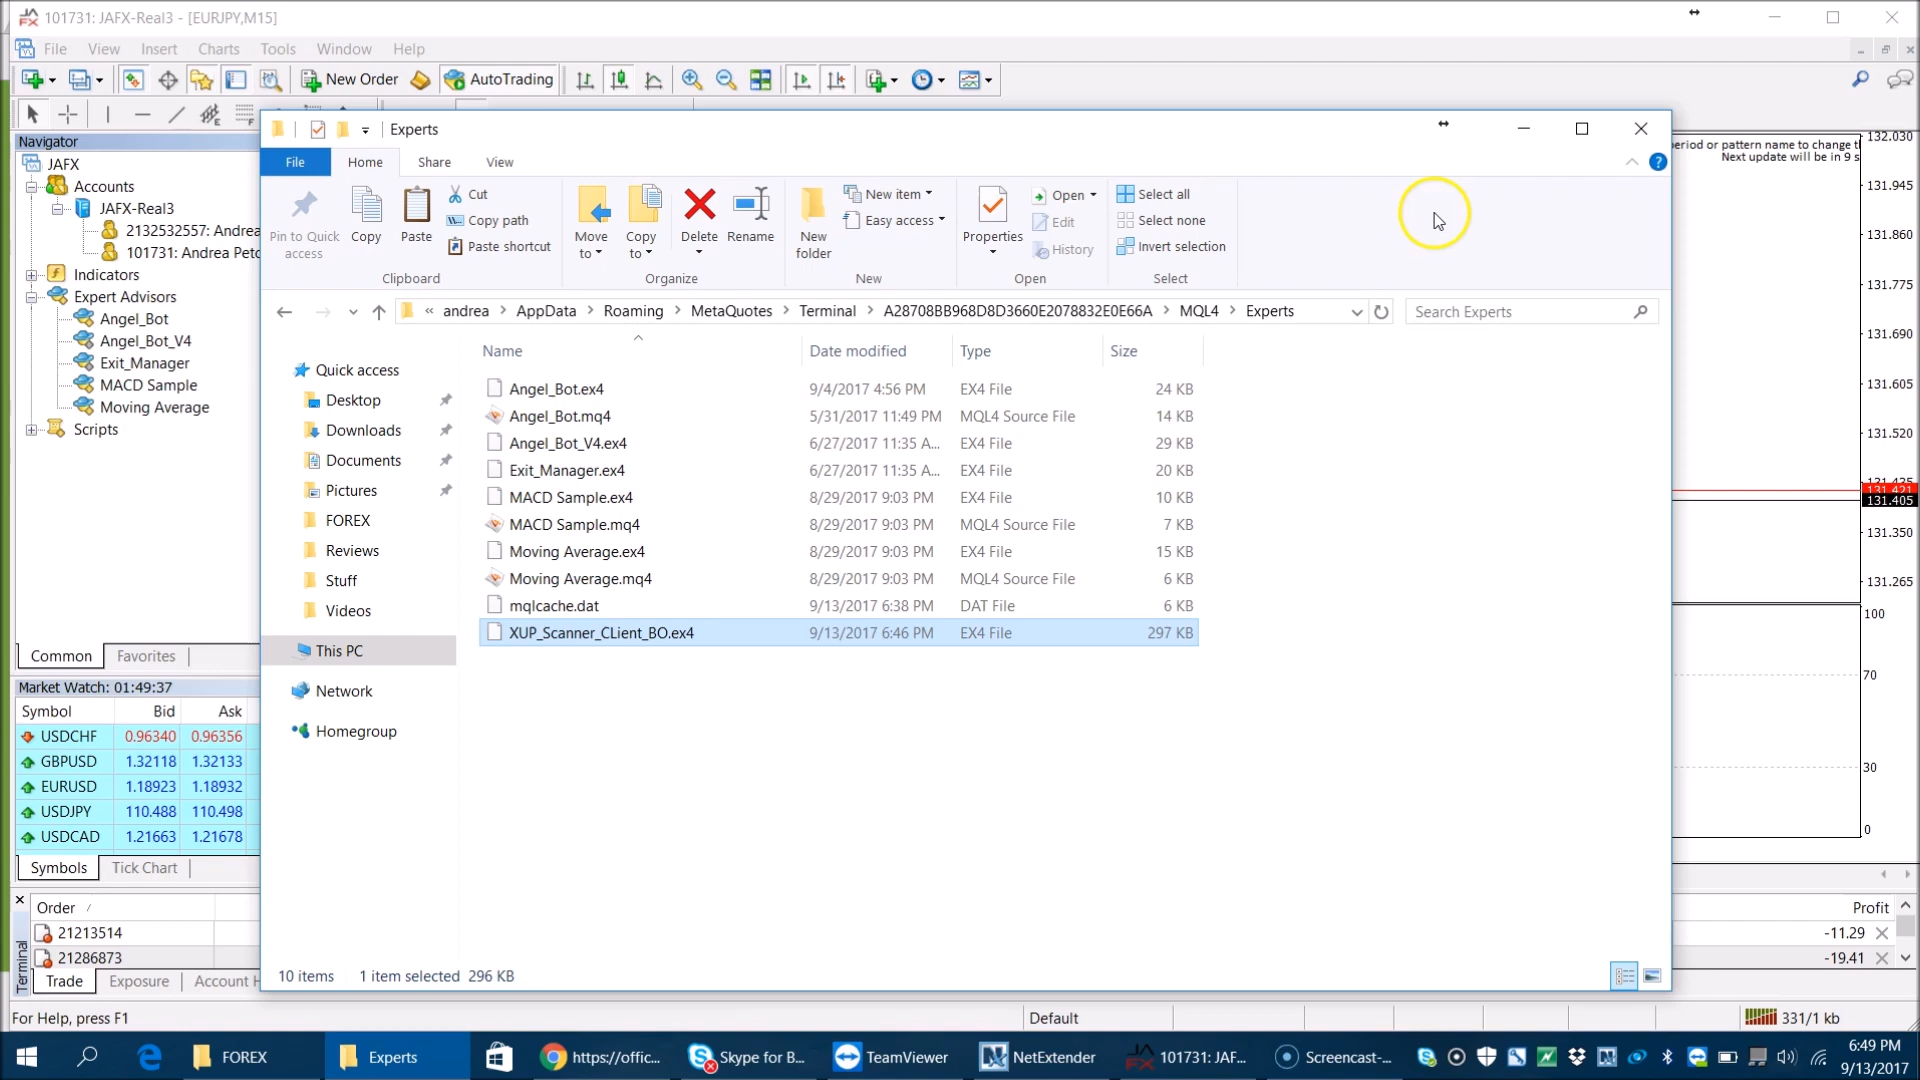 101731: JAFX-Real3 - [EURJPY,M15]
File View Insert Charts Tools Window Help
New Order AutoTrading
Navigator
JAFX
Accounts
JAFX-Real3
2132532557: Andrea
101731: Andrea Petc
Indicators
Expert Advisors
Angel_Bot
Angel_Bot_V4
Exit_Manager
MACD Sample
Moving Average
Scripts
Common Favorites
Market Watch: 01:49:37
Symbol Bid Ask
USDCHF 0.96340 0.96356
GBPUSD 1.32118 1.32133
EURUSD 1.18923 1.18932
USDJPY 110.488 110.498
USDCAD 1.21663 1.21678
Symbols Tick Chart
Order
21213514
21286873
Terminal
Trade Exposure Account H
For Help, press F1
Experts
File Home Share View
Pin to Quick access
Copy
Paste
Cut
Copy path
Paste shortcut
Clipboard
Move to
Copy to
Delete
Rename
Organize
New folder
New item
Easy access
New
Properties
Open
Edit
History
Open
Select all
Select none
Invert selection
Select
« andrea > AppData > Roaming > MetaQuotes > Terminal > A28708BB968D8D3660E2078832E0E66A > MQL4 > Experts
Search Experts
Quick access
Desktop
Downloads
Documents
Pictures
FOREX
Reviews
Stuff
Videos
This PC
Network
Homegroup
Name Date modified Type Size
Angel_Bot.ex4 9/4/2017 4:56 PM EX4 File 24 KB
Angel_Bot.mq4 5/31/2017 11:49 PM MQL4 Source File 14 KB
Angel_Bot_V4.ex4 6/27/2017 11:35 A... EX4 File 29 KB
Exit_Manager.ex4 6/27/2017 11:35 A... EX4 File 20 KB
MACD Sample.ex4 8/29/2017 9:03 PM EX4 File 10 KB
MACD Sample.mq4 8/29/2017 9:03 PM MQL4 Source File 7 KB
Moving Average.ex4 8/29/2017 9:03 PM EX4 File 15 KB
Moving Average.mq4 8/29/2017 9:03 PM MQL4 Source File 6 KB
mqlcache.dat 9/13/2017 6:38 PM DAT File 6 KB
XUP_Scanner_CLient_BO.ex4 9/13/2017 6:46 PM EX4 File 297 KB
10 items 1 item selected 296 KB
eriod or pattern name to change t
Next update will be in 9 s
132.030
131.945
131.860
131.775
131.690
131.605
131.520
131.421
131.405
131.350
131.265
100
70
30
0
Profit
-11.29
-19.41
Default
331/1 kb
FOREX Experts https://offic... Skype for B... TeamViewer NetExtender 101731: JAF... Screencast-...
6:49 PM
9/13/2017